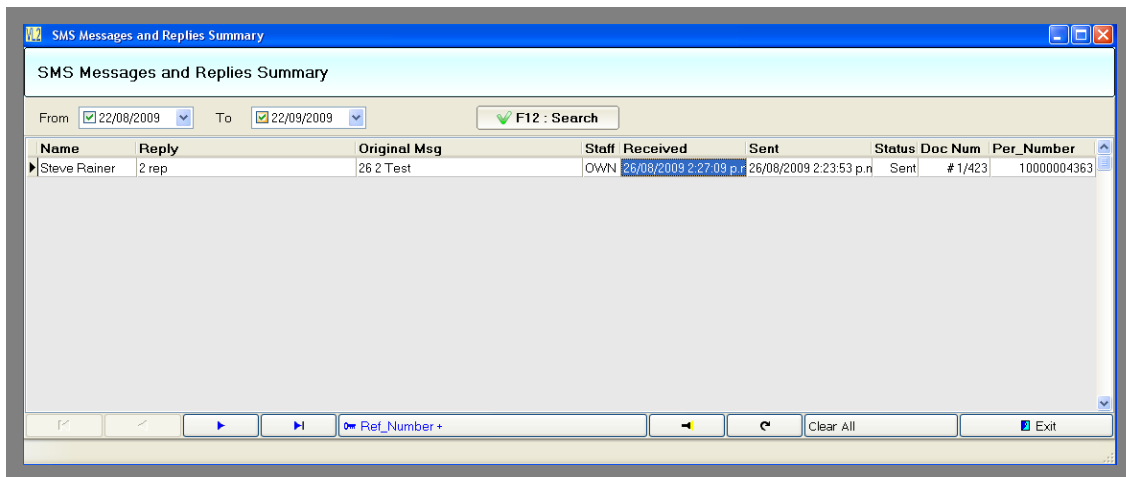 VL2 SMS Messages and Replies Summary
SMS Messages and Replies Summary
From 22/08/2009 To 22/09/2009 F12 : Search
Name Reply Original Msg Staff Received Sent Status Doc Num Per_Number
Steve Rainer 2 rep 26 2 Test OWN 26/08/2009 2:27:09 p.r 26/08/2009 2:23:53 p.n Sent # 1/423 10000004363
Ref_Number + Clear All Exit